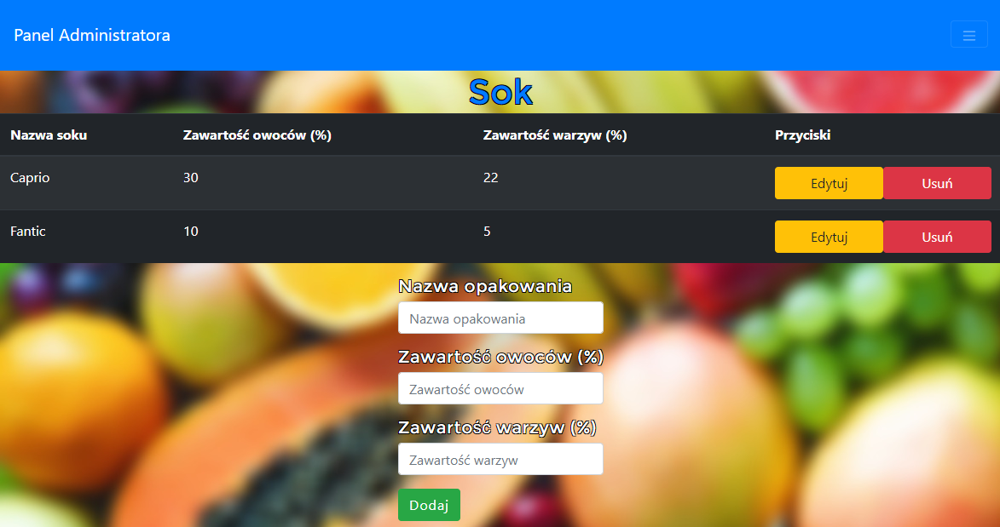 Panel Administratora
Sok
Nazwa soku Zawartość owoców (%) Zawartość warzyw (%) Przyciski
Caprio 30 22 Edytuj Usuń
Fantic 10 5 Edytuj Usuń
Nazwa opakowania
Nazwa opakowania
Zawartość owoców (%)
Zawartość owoców
Zawartość warzyw (%)
Zawartość warzyw
Dodaj